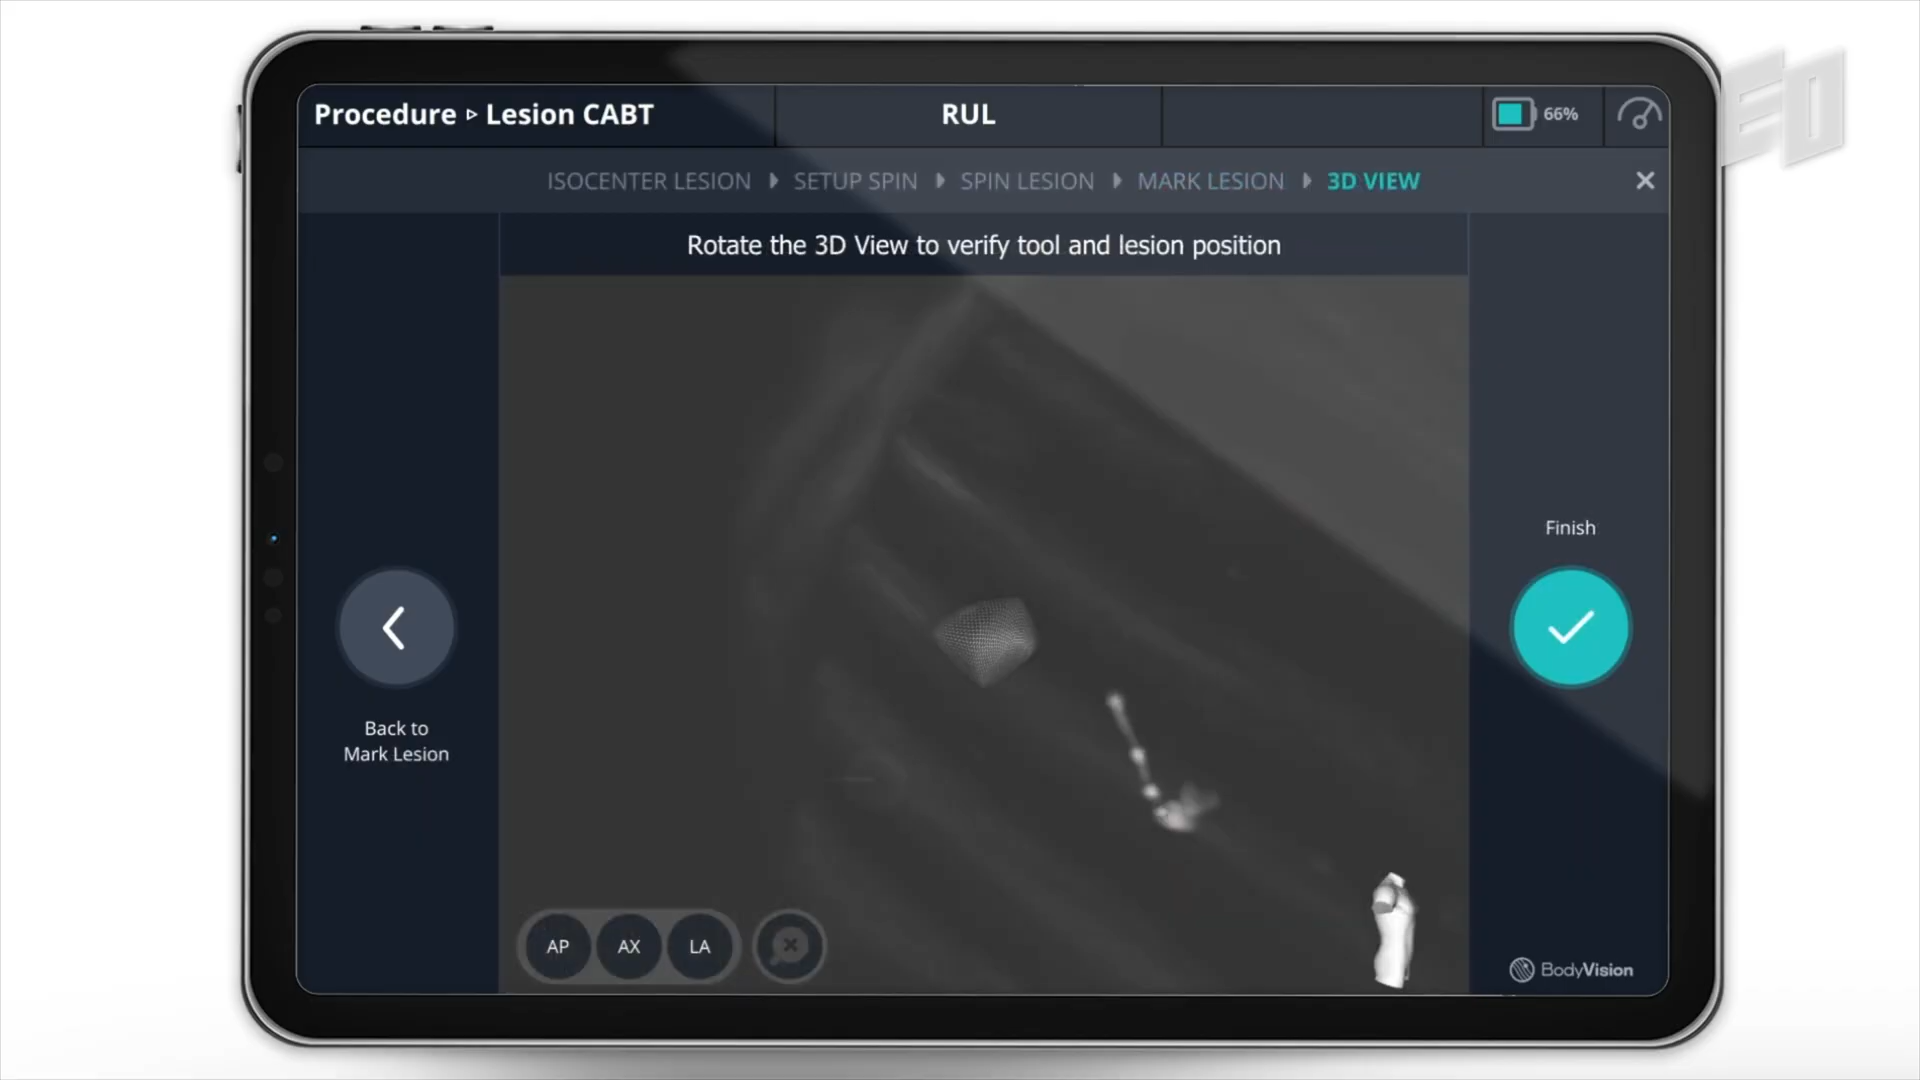 Procedure ▹ Lesion CABT
RUL
66%
ISOCENTER LESION ▸ SETUP SPIN ▸ SPIN LESION ▸ MARK LESION ▸ 3D VIEW
Rotate the 3D View to verify tool and lesion position
Finish
Back to
Mark Lesion
AP
AX
LA
BodyVision